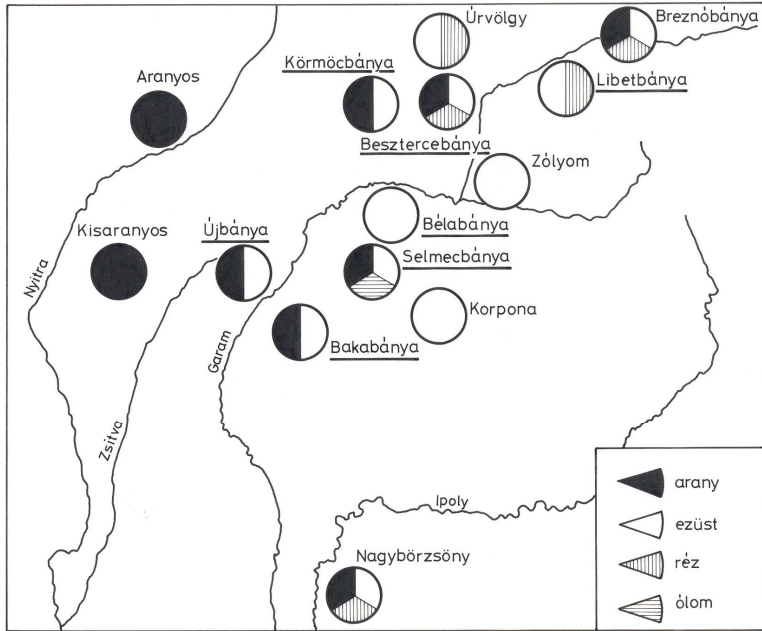 Úrvölgy
Breznóbánya
Körmöcbánya
Aranyos
Libetbánya
Besztercebánya
Zólyom
Kisaranyos
Újbánya
Bélabánya
Selmecbánya
Nyitra
Korpona
Garam
Bakabánya
Zsitva
Ipoly
Nagybörzsöny
arany
ezüst
réz
ólom